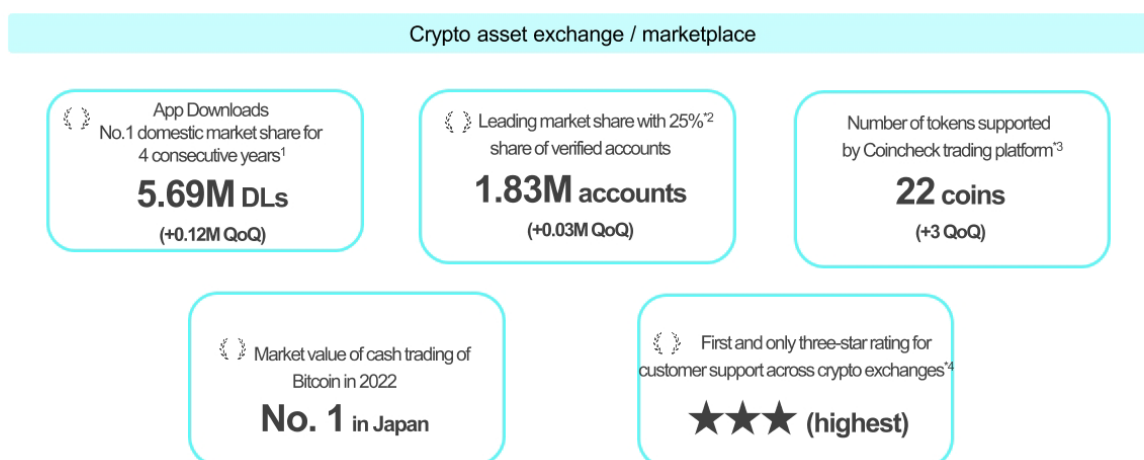 Crypto asset exchange / marketplace
App Downloads
No.1 domestic market share for
4 consecutive years¹
5.69M DLs
(+0.12M QoQ)
Leading market share with 25%*²
share of verified accounts
1.83M accounts
(+0.03M QoQ)
Number of tokens supported
by Coincheck trading platform*³
22 coins
(+3 QoQ)
Market value of cash trading of
Bitcoin in 2022
No. 1 in Japan
First and only three-star rating for
customer support across crypto exchanges*⁴
★★★ (highest)